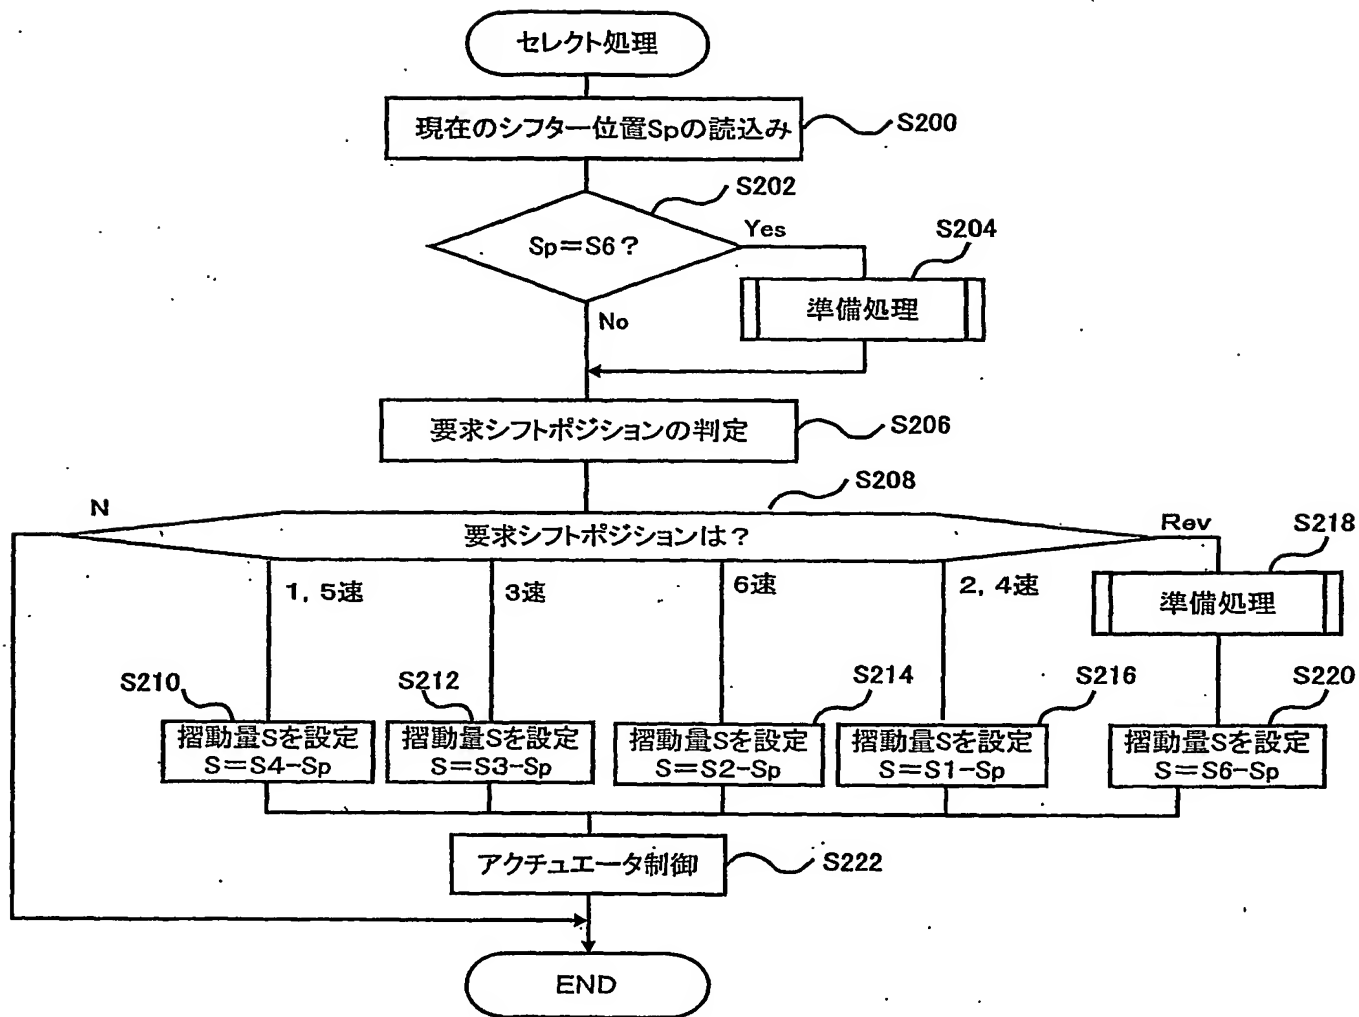 セレクト処理
現在のシフター位置Spの読込み
S200
S202
Sp=S6?
Yes
S204
準備処理
No
要求シフトポジションの判定
S206
S208
N
要求シフトポジションは?
Rev
S218
準備処理
1,5速
3速
6速
2,4速
S210
S212
S214
S216
S220
摺動量Sを設定
S=S4-Sp
摺動量Sを設定
S=S3-Sp
摺動量Sを設定
S=S2-Sp
摺動量Sを設定
S=S1-Sp
摺動量Sを設定
S=S6-Sp
アクチュエータ制御
S222
END